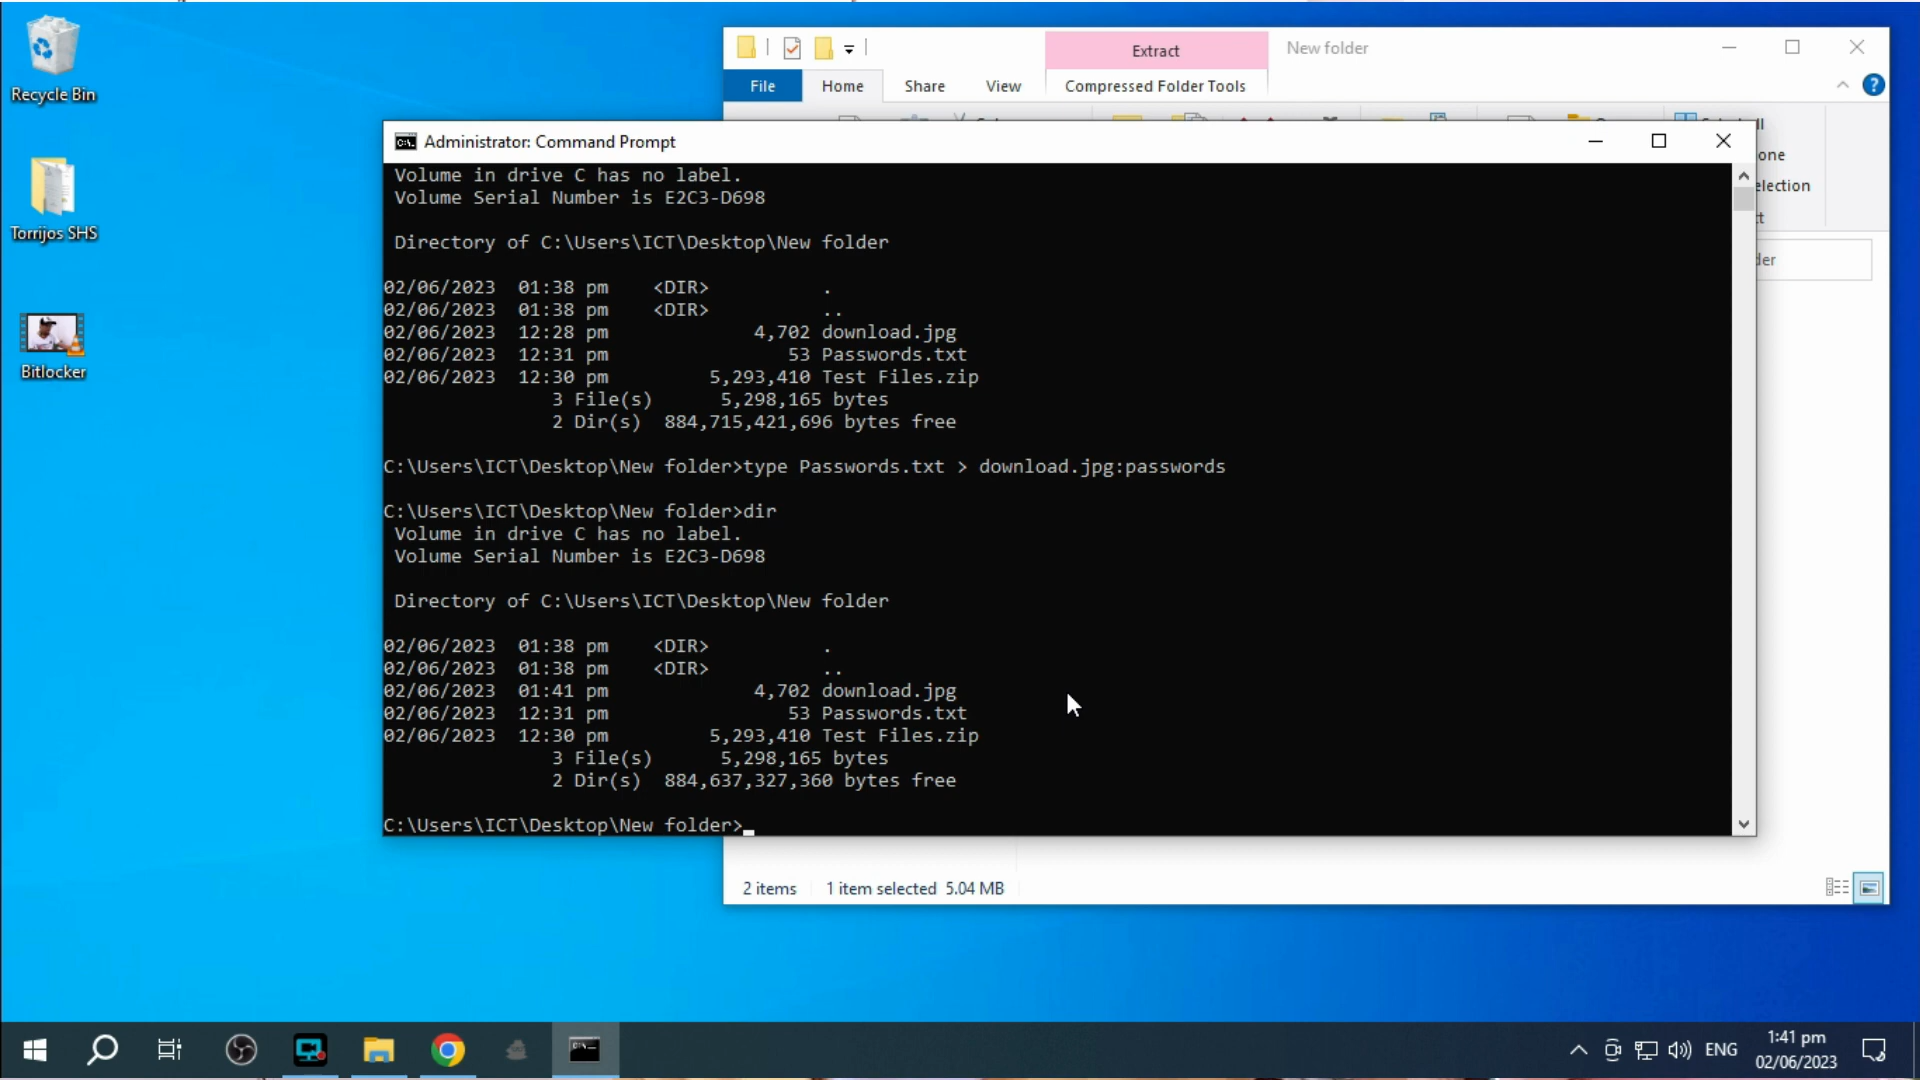 Recycle Bin
Torrijos SHS
Bitlocker
Extract
New folder
File
Home
Share
View
Compressed Folder Tools
Administrator: Command Prompt
Volume in drive C has no label.
Volume Serial Number is E2C3-D698
Directory of C:\Users\ICT\Desktop\New folder
02/06/2023  01:38 pm    <DIR>          .
02/06/2023  01:38 pm    <DIR>          ..
02/06/2023  12:28 pm             4,702 download.jpg
02/06/2023  12:31 pm                53 Passwords.txt
02/06/2023  12:30 pm         5,293,410 Test Files.zip
3 File(s)      5,298,165 bytes
2 Dir(s)  884,715,421,696 bytes free
C:\Users\ICT\Desktop\New folder>type Passwords.txt > download.jpg:passwords
C:\Users\ICT\Desktop\New folder>dir
Volume in drive C has no label.
Volume Serial Number is E2C3-D698
Directory of C:\Users\ICT\Desktop\New folder
02/06/2023  01:38 pm    <DIR>          .
02/06/2023  01:38 pm    <DIR>          ..
02/06/2023  01:41 pm             4,702 download.jpg
02/06/2023  12:31 pm                53 Passwords.txt
02/06/2023  12:30 pm         5,293,410 Test Files.zip
3 File(s)      5,298,165 bytes
2 Dir(s)  884,637,327,360 bytes free
C:\Users\ICT\Desktop\New folder>
2 items
1 item selected  5.04 MB
ENG
1:41 pm
02/06/2023